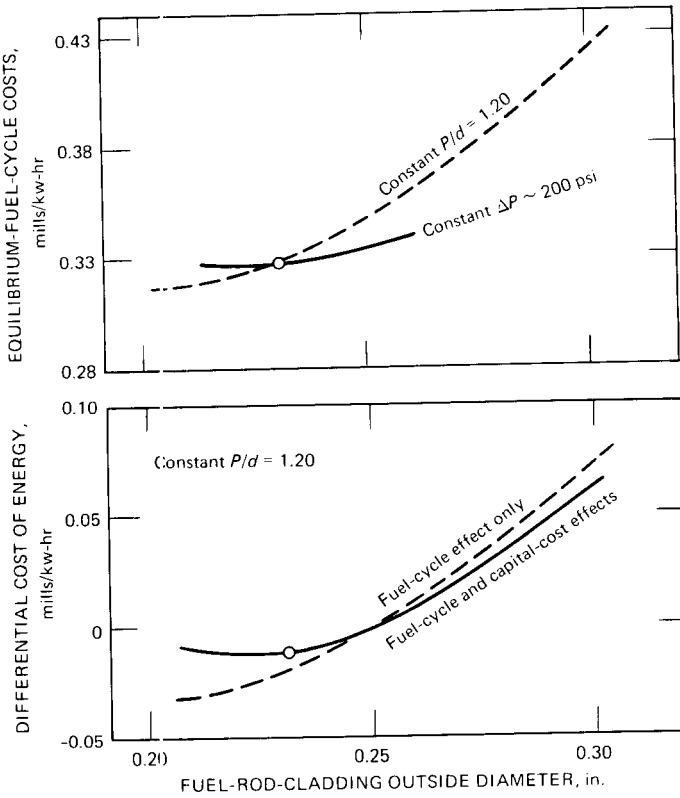 EQUILIBRIUM-FUEL-CYCLE COSTS,
mills/kw-hr
0.43
0.38
0.33
0.28
Constant P/d = 1.20
Constant ΔP ~ 200 psi
DIFFERENTIAL COST OF ENERGY,
mills/kw-hr
0.10
0.05
0
-0.05
Constant P/d = 1.20
Fuel-cycle effect only
Fuel-cycle and capital-cost effects
0.20
0.25
0.30
FUEL-ROD-CLADDING OUTSIDE DIAMETER, in.